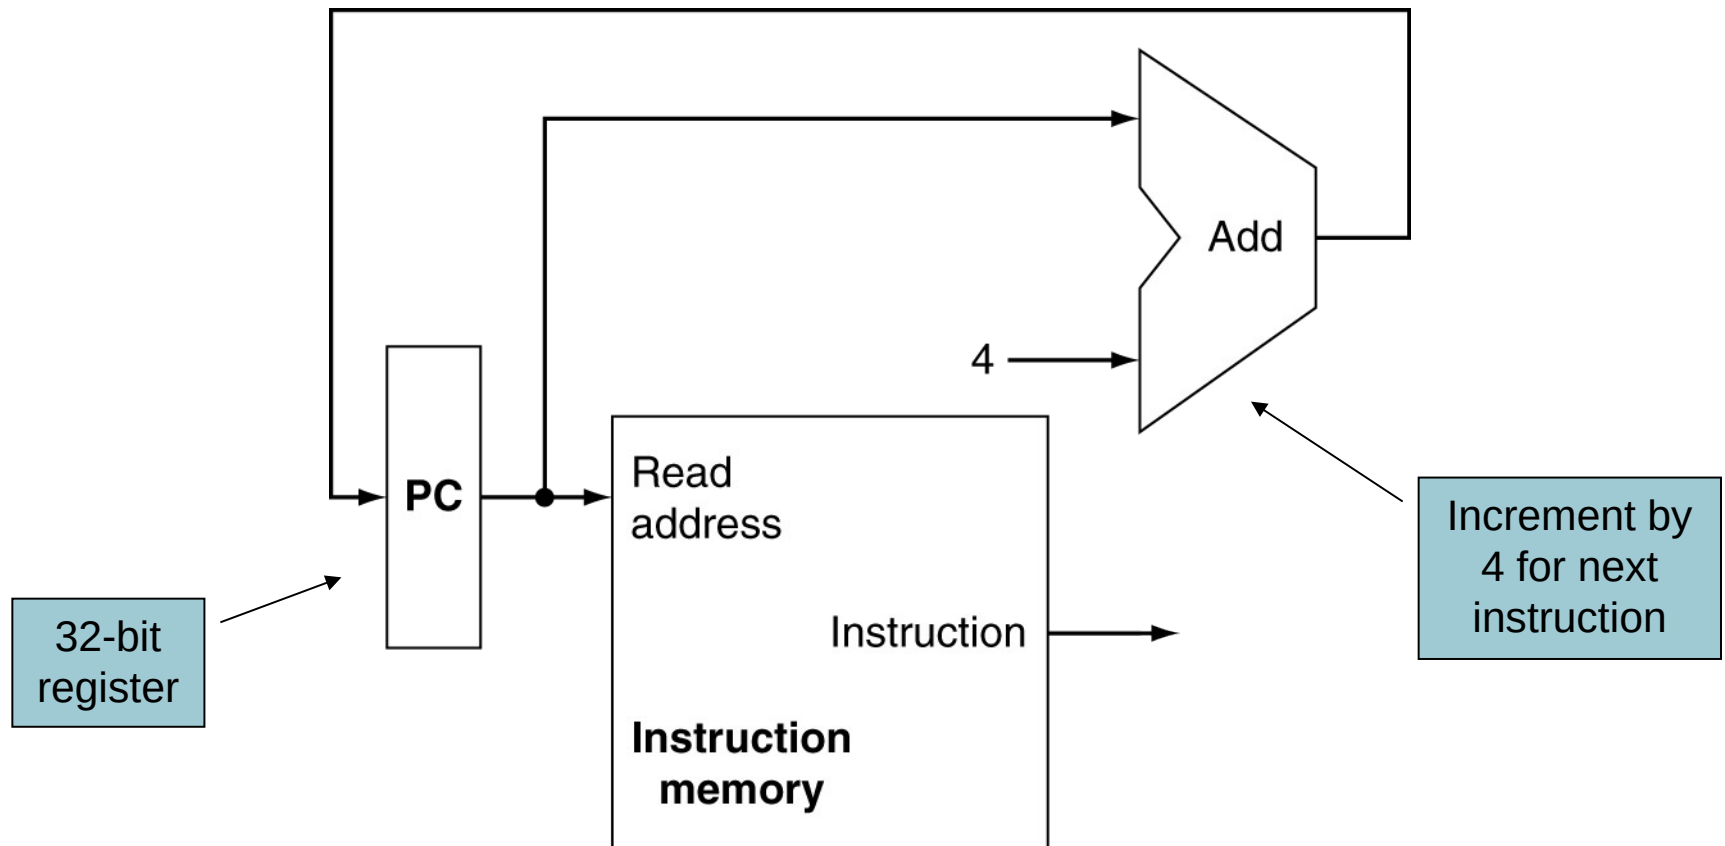 Add
4
PC
Read
address
Instruction
Instruction
memory
32-bit
register
Increment by
4 for next
instruction